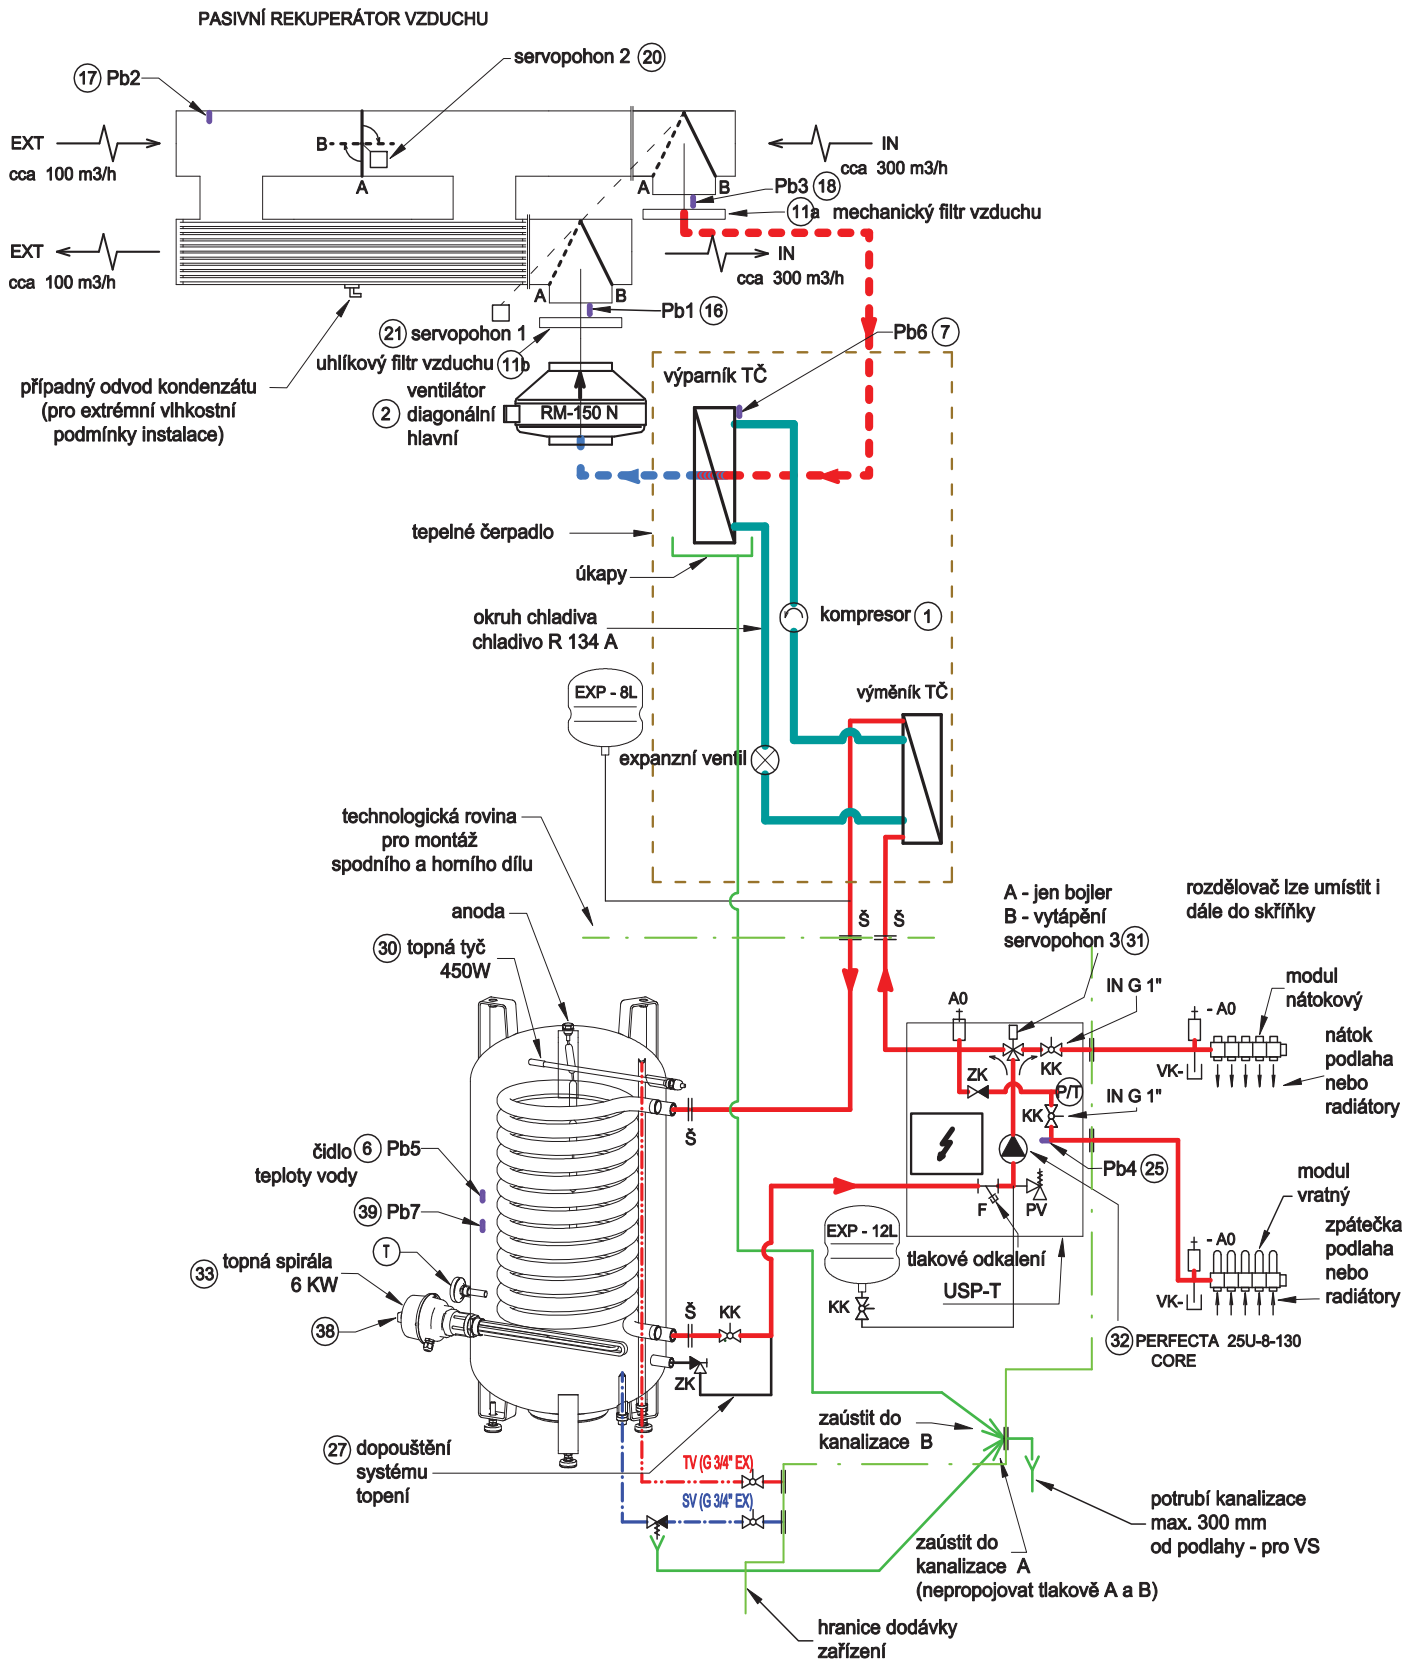 PASIVNÍ REKUPERÁTOR VZDUCHU
servopohon 2 20
17 Pb2
EXT
cca 100 m3/h
B
A
IN
cca 300 m3/h
A B
Pb3 18
11a mechanický filtr vzduchu
EXT
cca 100 m3/h
IN
cca 300 m3/h
A B
Pb1 16
21 servopohon 1
uhlíkový filtr vzduchu 11b
Pb6 7
případný odvod kondenzátu
(pro extrémní vlhkostní
podmínky instalace)
2 ventilátor
diagonální
hlavní
RM-150 N
výparník TČ
tepelné čerpadlo
úkapy
okruh chladiva
chladivo R 134 A
kompresor 1
EXP - 8L
výměník TČ
expanzní ventil
technologická rovina
pro montáž
spodního a horního dílu
A - jen bojler
B - vytápění
servopohon 3 31
rozdělovač lze umístit i
dále do skříňky
anoda
Š Š
30 topná tyč
450W
IN G 1"
A0
- A0
modul
nátokový
nátok
podlaha
nebo
radiátory
ZK
KK
P/T
VK-
KK
IN G 1"
Š
čidlo 6 Pb5
teploty vody
39 Pb7
Pb4 25
modul
vratný
F
PV
EXP - 12L
tlakové odkalení
USP-T
- A0
zpátečka
podlaha
nebo
radiátory
VK-
T
33 topná spirála
6 KW
38
Š
KK
KK
ZK
32 PERFECTA 25U-8-130
CORE
27 dopouštění
systému
topení
TV (G 3/4" EX)
SV (G 3/4" EX)
zaústit do
kanalizace B
zaústit do
kanalizace A
(nepropojovat tlakově A a B)
potrubí kanalizace
max. 300 mm
od podlahy - pro VS
hranice dodávky
zařízení